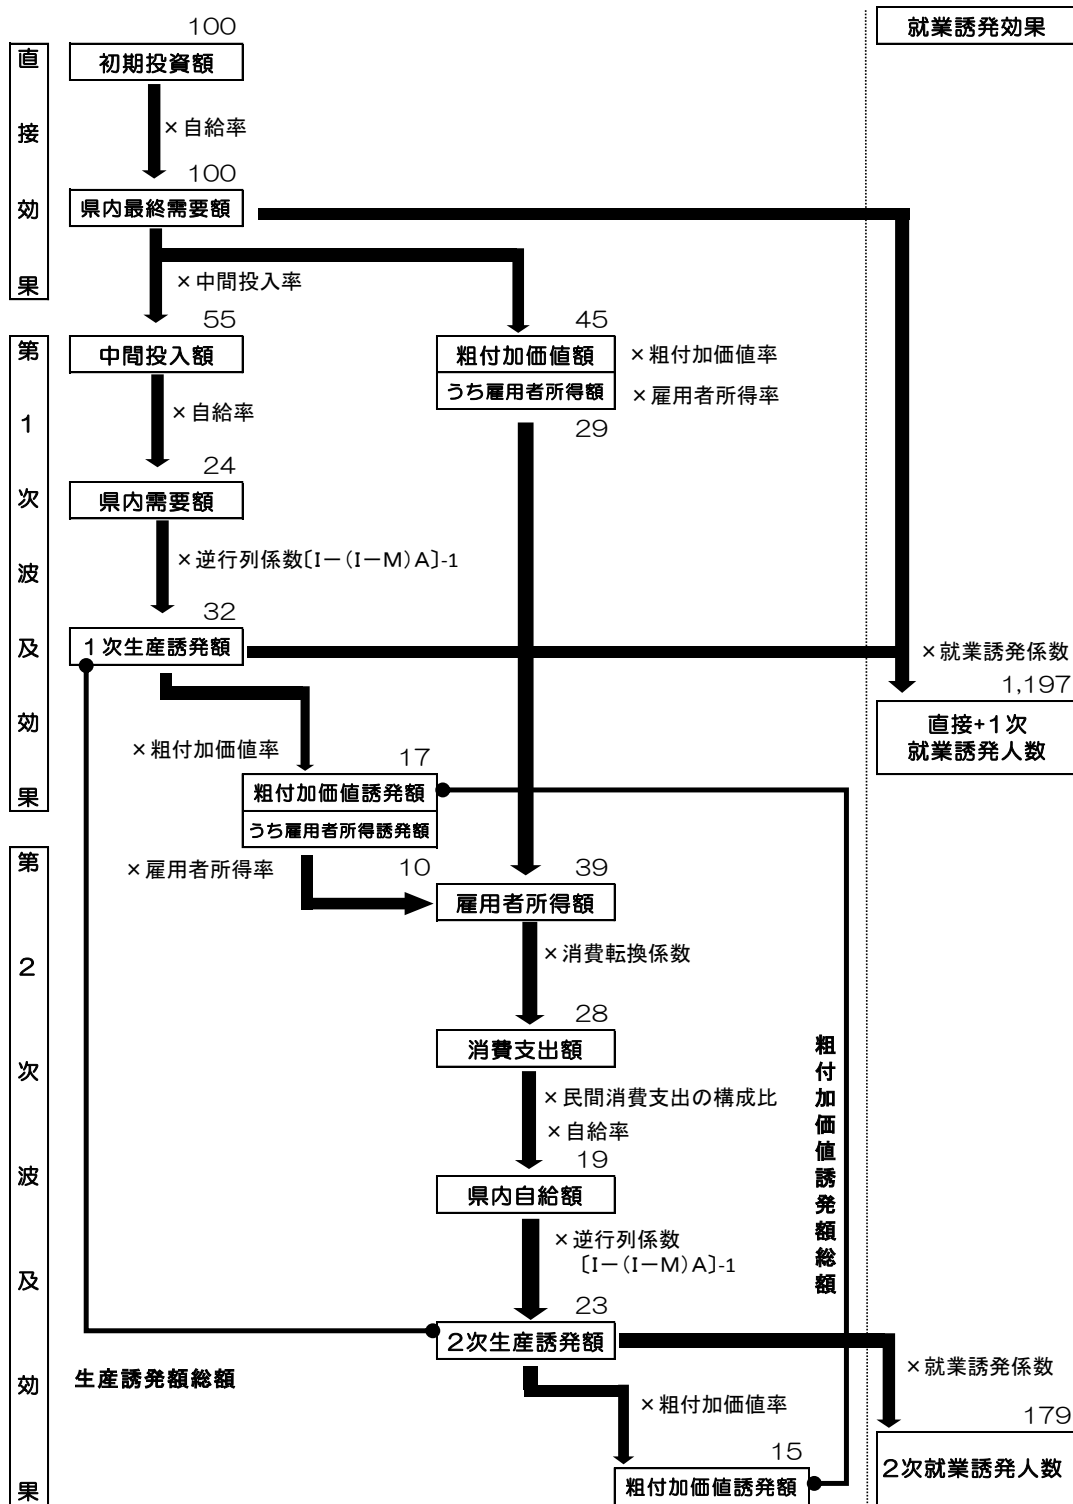 就業誘発効果
直接効果
100
初期投資額
×自給率
100
県内最終需要額
×中間投入率
第1次波及効果
55
中間投入額
45
粗付加価値額
×粗付加価値率
うち雇用者所得額
×雇用者所得率
29
×自給率
24
県内需要額
×逆行列係数〔I－(I－M)A〕-1
32
1次生産誘発額
×就業誘発係数
1,197
直接+1次
就業誘発人数
×粗付加価値率
17
粗付加価値誘発額
うち雇用者所得誘発額
第2次波及効果
×雇用者所得率
10
39
雇用者所得額
×消費転換係数
28
消費支出額
×民間消費支出の構成比
×自給率
19
県内自給額
×逆行列係数
〔I－(I－M)A〕-1
粗付加価値誘発額総額
23
2次生産誘発額
×就業誘発係数
生産誘発額総額
×粗付加価値率
179
2次就業誘発人数
15
粗付加価値誘発額